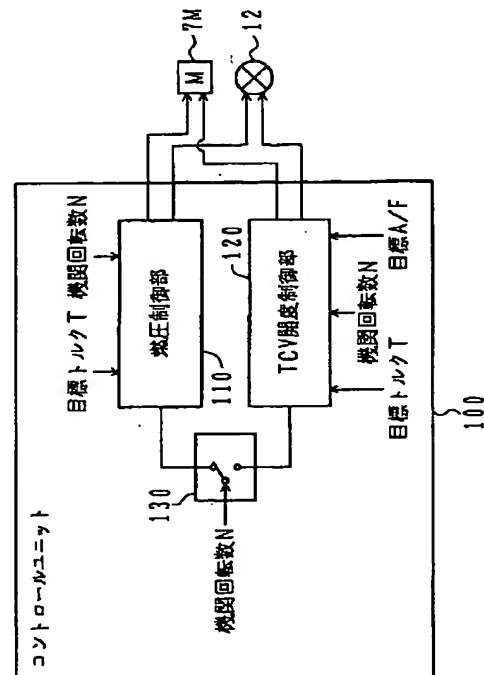 コントロールユニット
目標トルクT 機関回転数N
燃圧制御部
110
7M
M
12
130
機関回転数N
120
TCV開度制御部
目標トルクT
機関回転数N
目標A/F
100